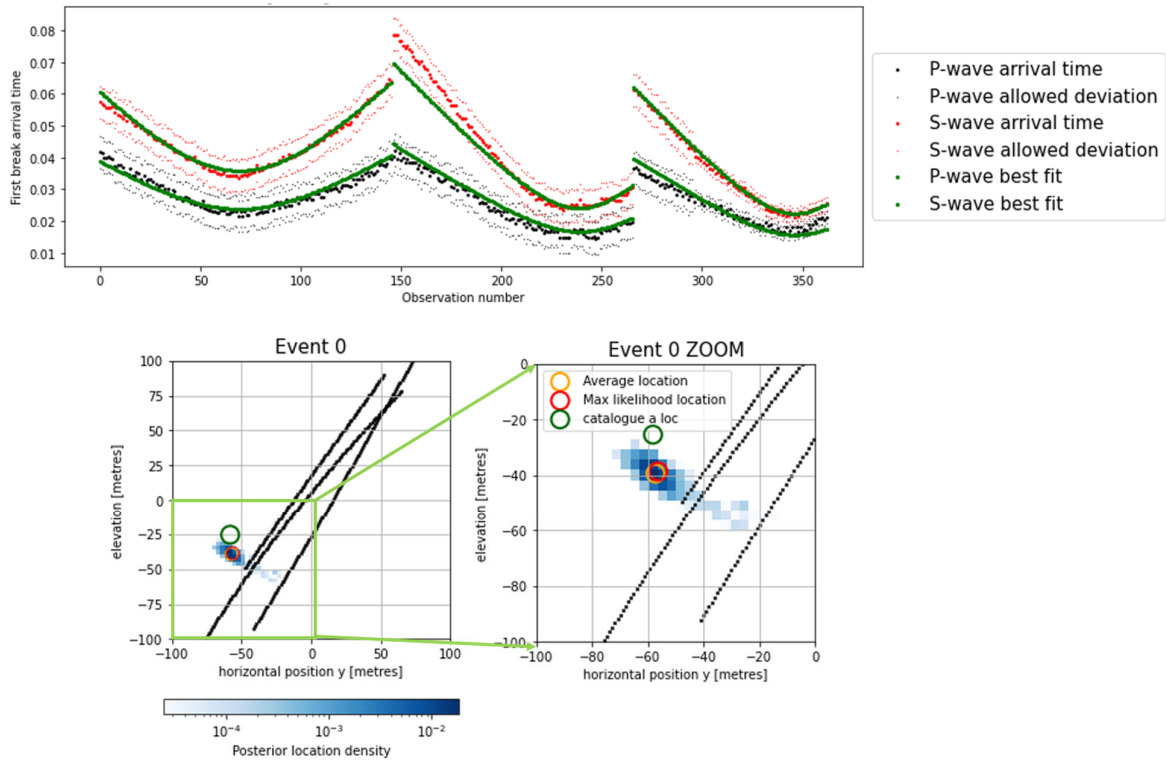 0.08
0.07
0.06
0.05
0.04
0.03
0.02
0.01
First break arrival time
0 50 100 150 200 250 300 350
Observation number
P-wave arrival time
P-wave allowed deviation
S-wave arrival time
S-wave allowed deviation
P-wave best fit
S-wave best fit
Event 0
100
75
50
25
0
−25
−50
−75
−100
elevation [metres]
−100 −50 0 50 100
horizontal position y [metres]
10⁻⁴ 10⁻³ 10⁻²
Posterior location density
Event 0 ZOOM
Average location
Max likelihood location
catalogue a loc
0
−20
−40
−60
−80
−100
elevation [metres]
−100 −80 −60 −40 −20 0
horizontal position y [metres]